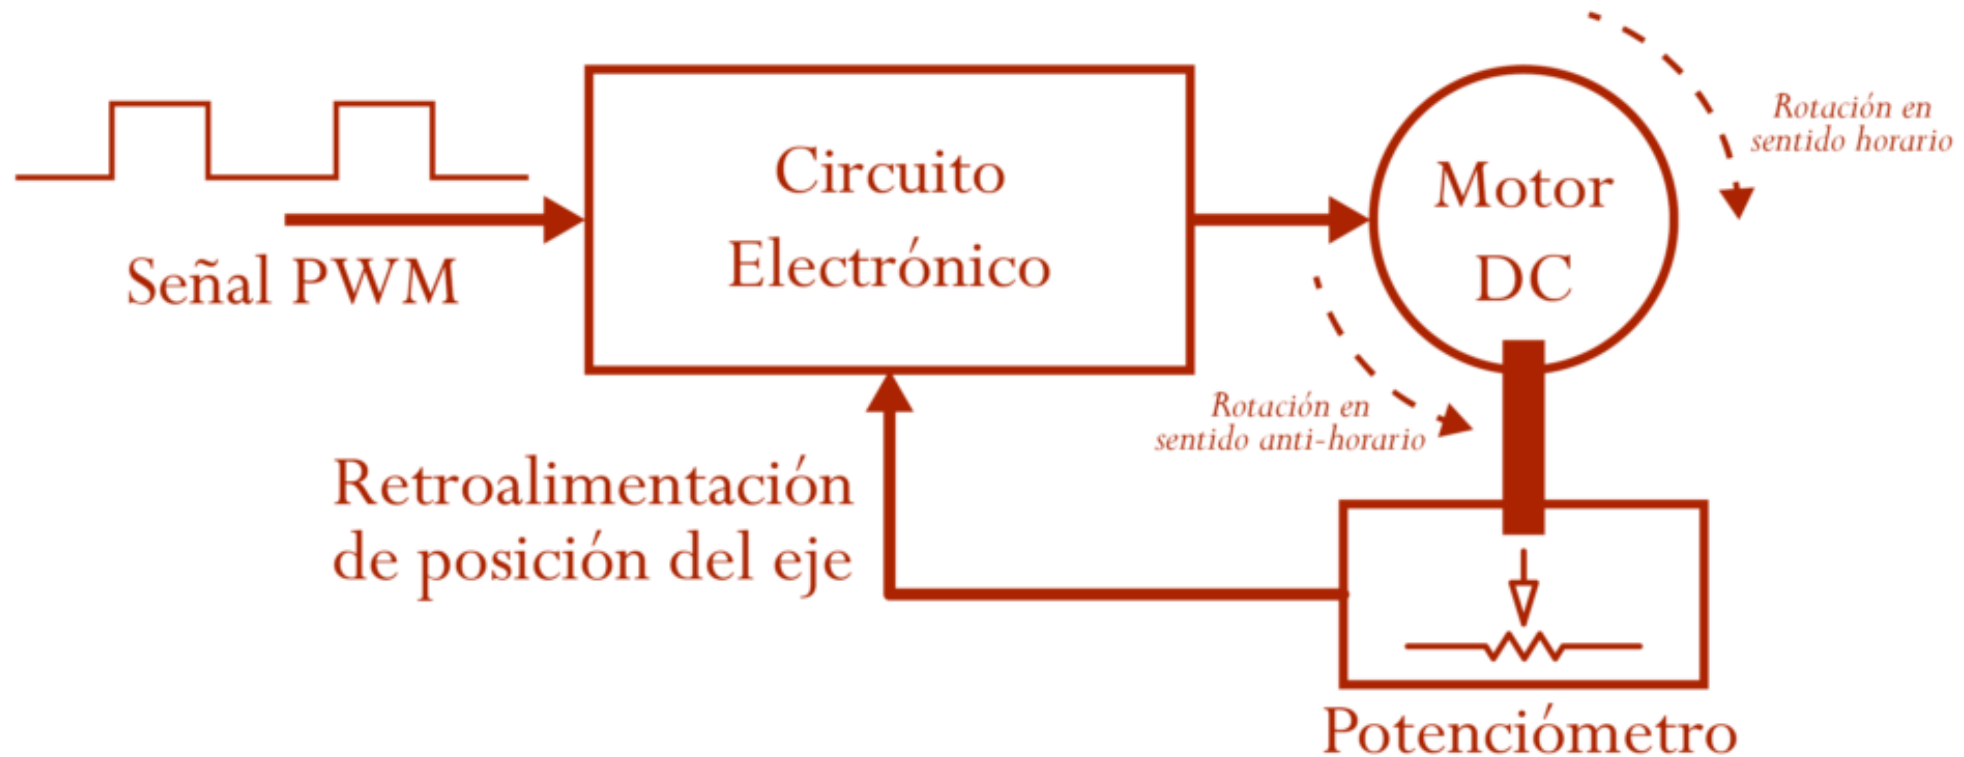 Señal PWM
Circuito
Electrónico
Motor
DC
Rotación en
sentido horario
Rotación en
sentido anti-horario
Retroalimentación
de posición del eje
Potenciómetro